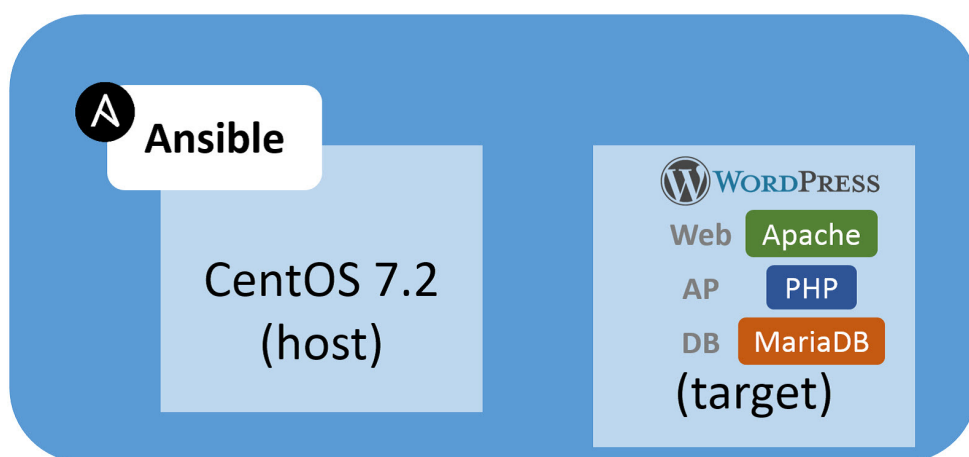 Ansible
CentOS 7.2
(host)
WORDPRESS
Web Apache
AP PHP
DB MariaDB
(target)